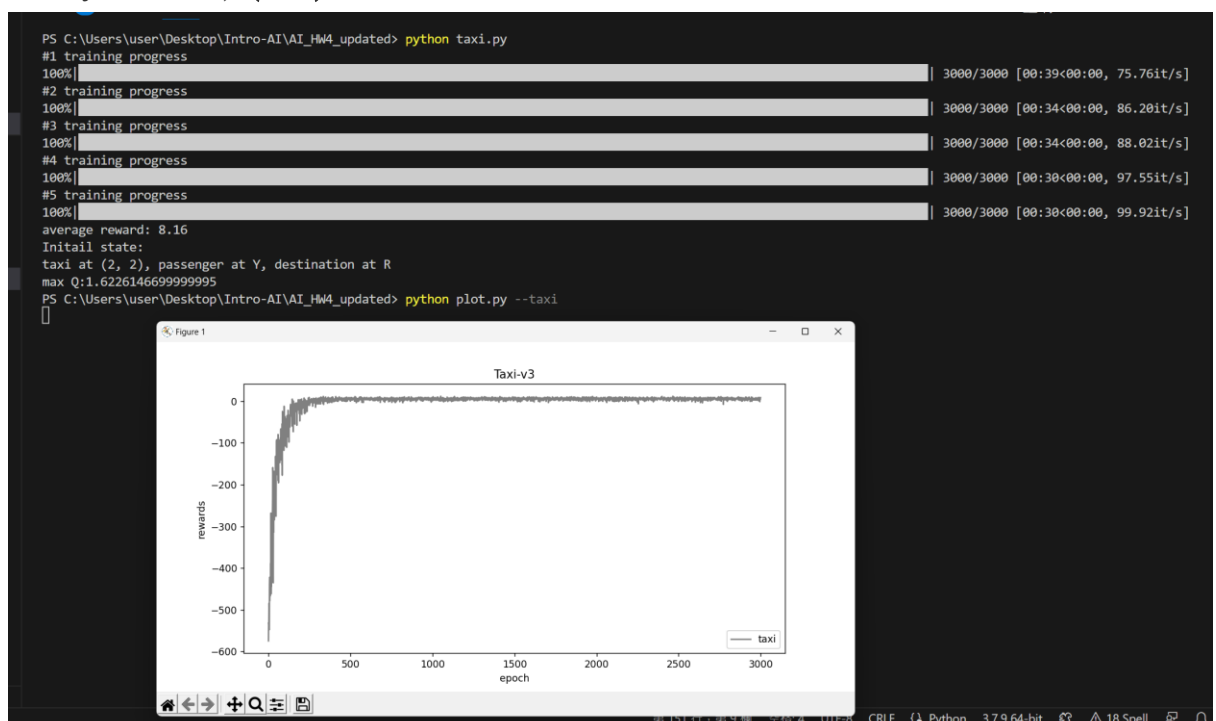 PS C:\Users\user\Desktop\Intro-AI\AI_HW4_updated> python taxi.py
#1 training progress
100%| | 3000/3000 [00:39<00:00, 75.76it/s]
#2 training progress
100%| | 3000/3000 [00:34<00:00, 86.20it/s]
#3 training progress
100%| | 3000/3000 [00:34<00:00, 88.02it/s]
#4 training progress
100%| | 3000/3000 [00:30<00:00, 97.55it/s]
#5 training progress
100%| | 3000/3000 [00:30<00:00, 99.92it/s]
average reward: 8.16
Initail state:
taxi at (2, 2), passenger at Y, destination at R
max Q:1.6226146699999995
PS C:\Users\user\Desktop\Intro-AI\AI_HW4_updated> python plot.py --taxi
Figure 1
Taxi-v3
0
−100
−200
−300
−400
−500
−600
rewards
taxi
0 500 1000 1500 2000 2500 3000
epoch
CRLF Python 3.7.9 64-bit 18 Spell